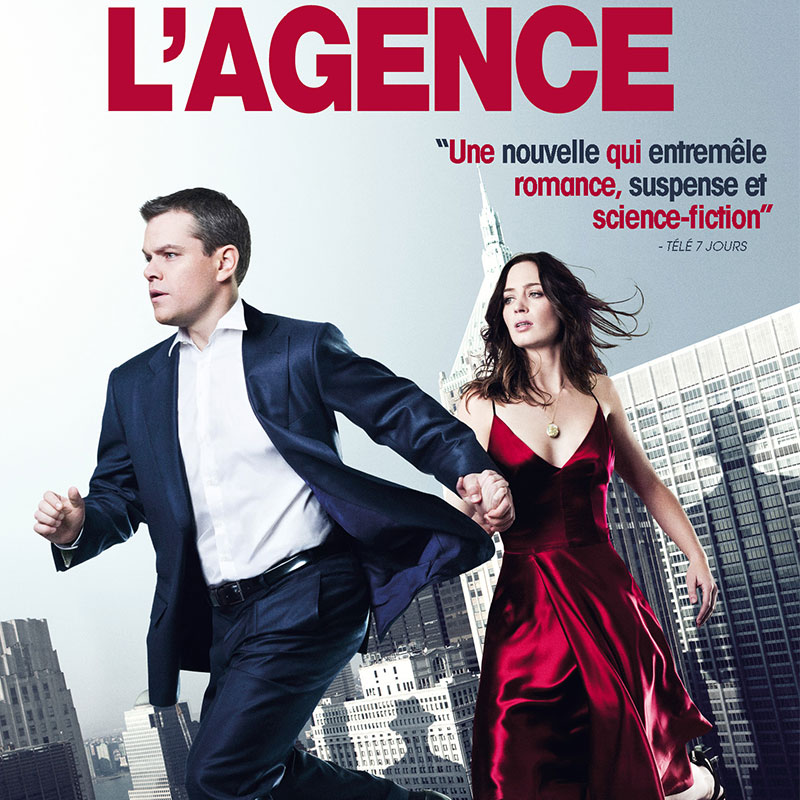 L’AGENCE
“Une nouvelle qui entremêle
romance, suspense et
science-fiction”
- TÉLÉ 7 JOURS